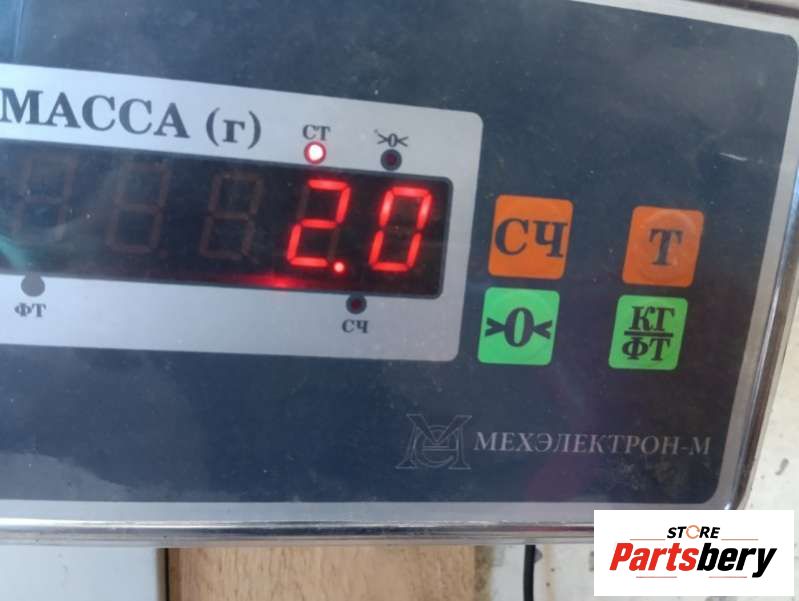 МАССА (г)
СТ >0<
2.0
ФТ
СЧ
СЧ
Т
>0<
КГ
ФТ
МЕХЭЛЕКТРОН-М
STORE
Partsbery